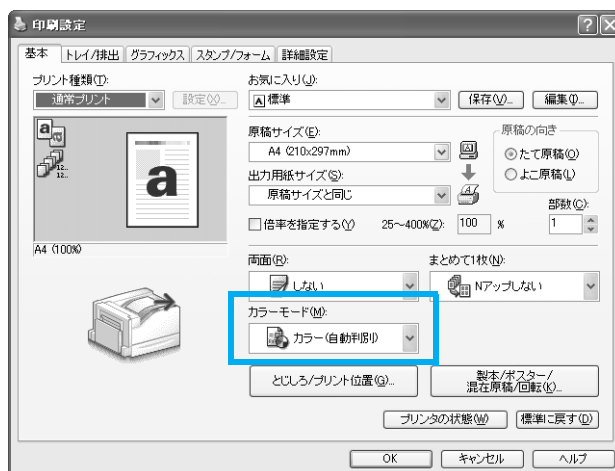 印刷設定
基本 トレイ/排出 グラフィックス スタンプ/フォーム 詳細設定
プリント種類(T):
通常プリント 設定(X)...
お気に入り(J):
標準 保存(V)... 編集(I)...
原稿サイズ(E):
A4 (210x297mm)
出力用紙サイズ(S):
原稿サイズと同じ
倍率を指定する(Y) 25～400%(Z): 100 %
原稿の向き
たて原稿(O)
よこ原稿(L)
部数(C):
1
a
A4 (100%)
両面(R):
しない
まとめて1枚(N):
Nアップしない
カラーモード(M):
カラー(自動判別)
とじしろ/プリント位置(G)...
製本/ポスター/
混在原稿/回転(K)...
プリンタの状態(W) 標準に戻す(D)
OK キャンセル ヘルプ